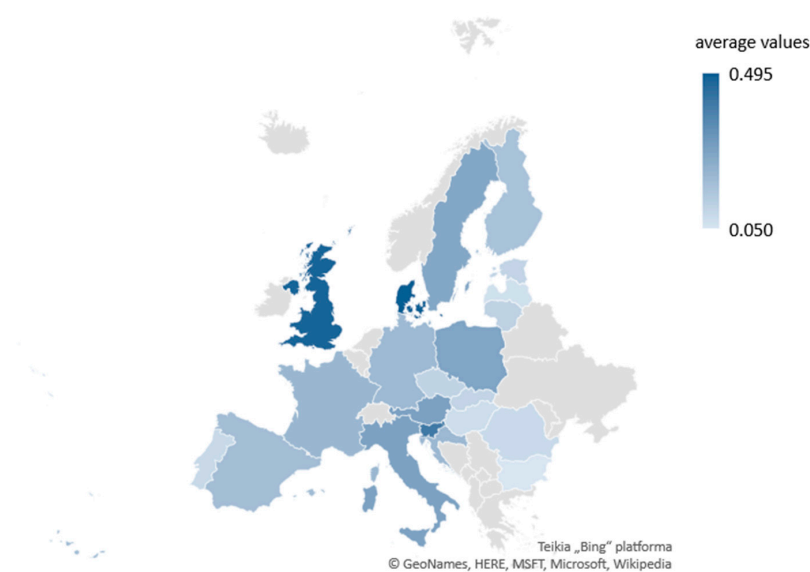 average values
0.495
0.050
Teikia „Bing“ platforma
© GeoNames, HERE, MSFT, Microsoft, Wikipedia